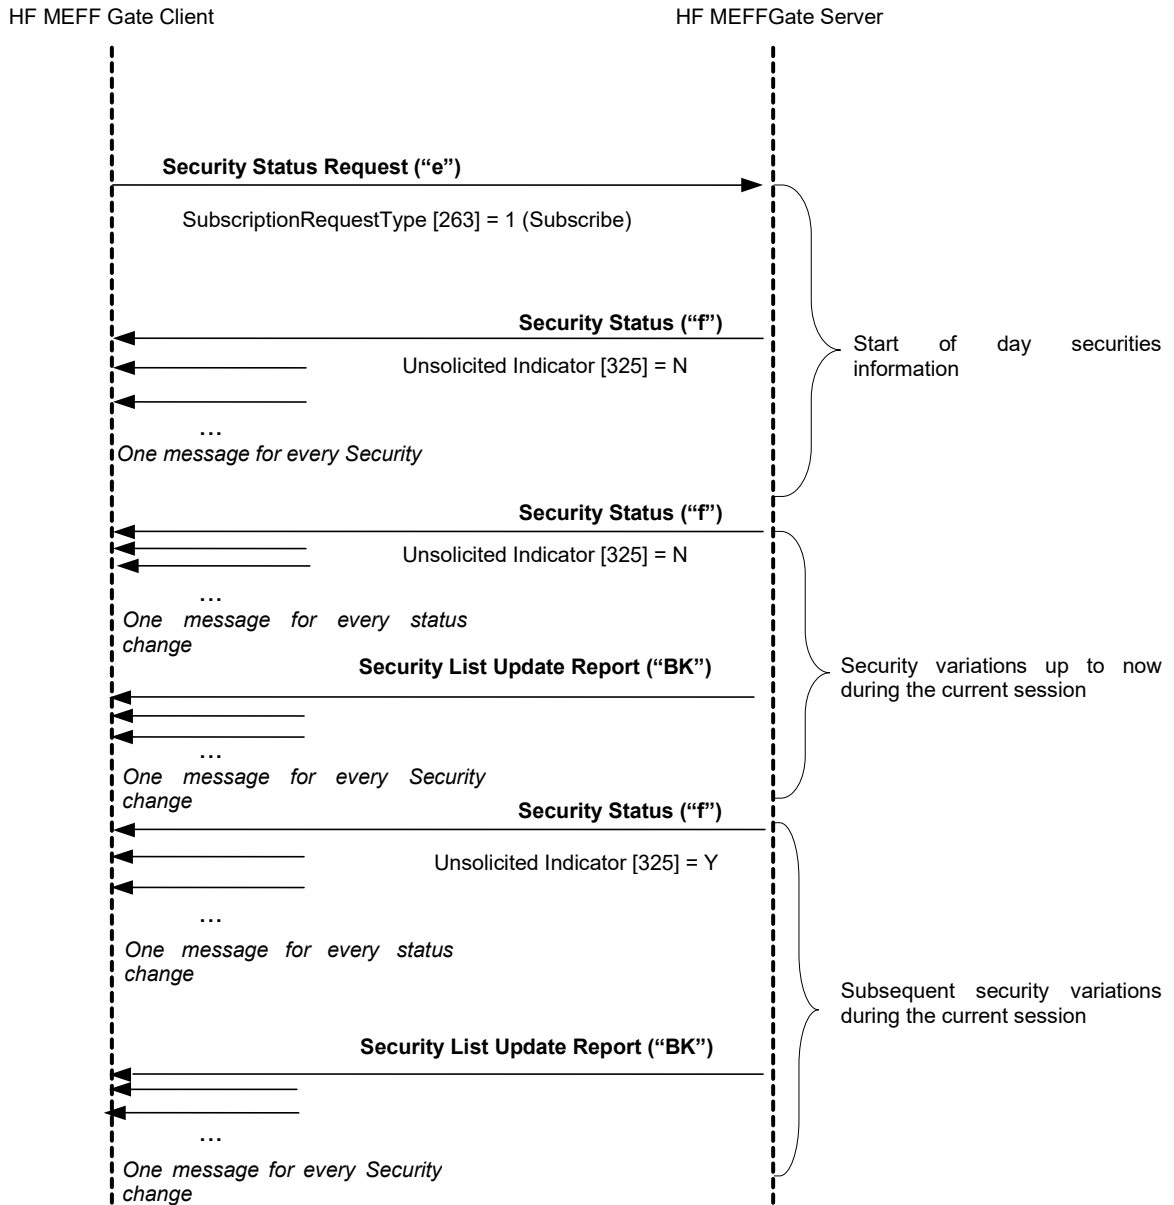 HF MEFF Gate Client
HF MEFFGate Server
Security Status Request (“e”)
SubscriptionRequestType [263] = 1 (Subscribe)
Security Status (“f”)
Unsolicited Indicator [325] = N
...
One message for every Security
Start of day securities
information
Security Status (“f”)
Unsolicited Indicator [325] = N
...
One message for every status
change
Security List Update Report (“BK”)
Security variations up to now
during the current session
...
One message for every Security
change
Security Status (“f”)
Unsolicited Indicator [325] = Y
...
One message for every status
change
Subsequent security variations
during the current session
Security List Update Report (“BK”)
...
One message for every Security
change